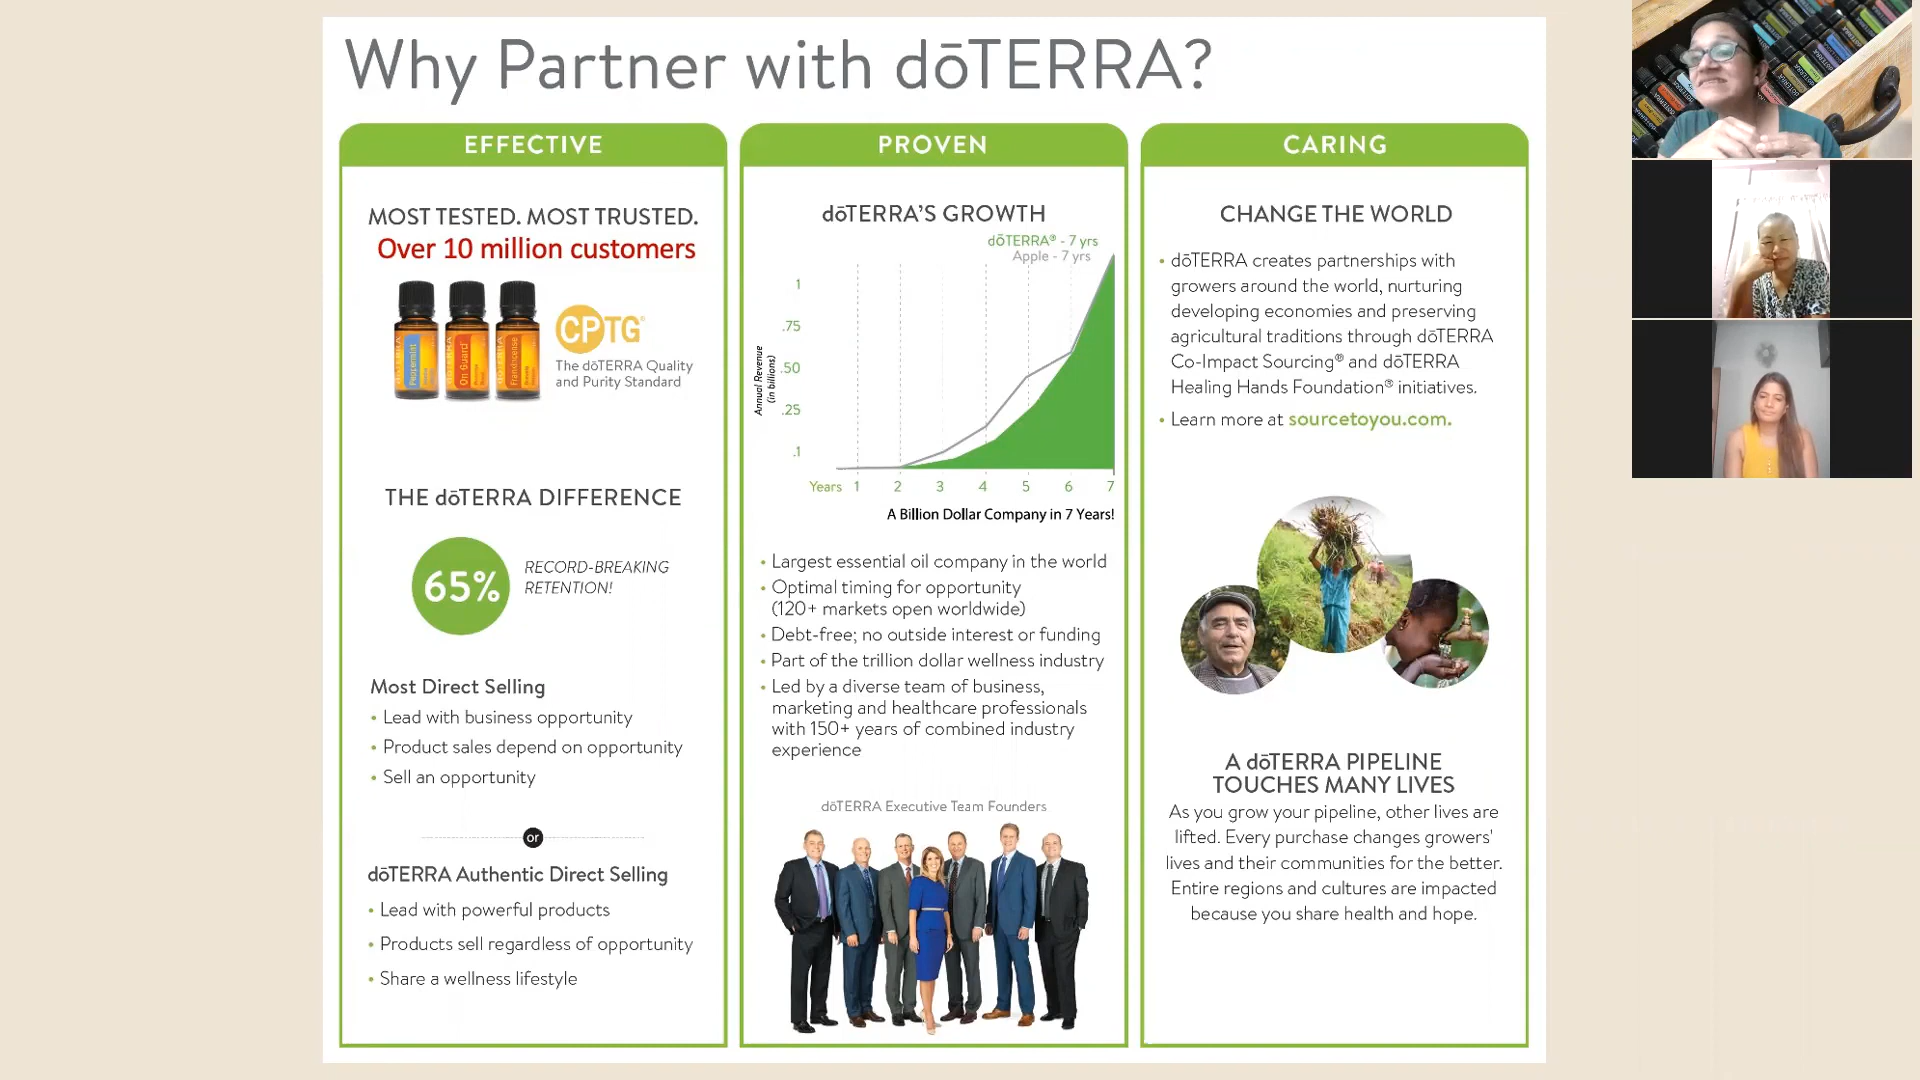 Why Partner with dōTERRA?
EFFECTIVE
MOST TESTED. MOST TRUSTED.
Over 10 million customers
Peppermint
On Guard
Frankincense
CPTG®
The dōTERRA Quality
and Purity Standard
THE dōTERRA DIFFERENCE
65%
RECORD-BREAKING
RETENTION!
Most Direct Selling
• Lead with business opportunity
• Product sales depend on opportunity
• Sell an opportunity
or
dōTERRA Authentic Direct Selling
• Lead with powerful products
• Products sell regardless of opportunity
• Share a wellness lifestyle
PROVEN
dōTERRA'S GROWTH
dōTERRA® - 7 yrs
Apple - 7 yrs
Annual Revenue
(in billions)
1
.75
.50
.25
.1
Years 1 2 3 4 5 6 7
A Billion Dollar Company in 7 Years!
• Largest essential oil company in the world
• Optimal timing for opportunity
(120+ markets open worldwide)
• Debt-free; no outside interest or funding
• Part of the trillion dollar wellness industry
• Led by a diverse team of business,
marketing and healthcare professionals
with 150+ years of combined industry
experience
dōTERRA Executive Team Founders
CARING
CHANGE THE WORLD
• dōTERRA creates partnerships with
growers around the world, nurturing
developing economies and preserving
agricultural traditions through dōTERRA
Co-Impact Sourcing® and dōTERRA
Healing Hands Foundation® initiatives.
• Learn more at sourcetoyou.com.
A dōTERRA PIPELINE
TOUCHES MANY LIVES
As you grow your pipeline, other lives are
lifted. Every purchase changes growers'
lives and their communities for the better.
Entire regions and cultures are impacted
because you share health and hope.